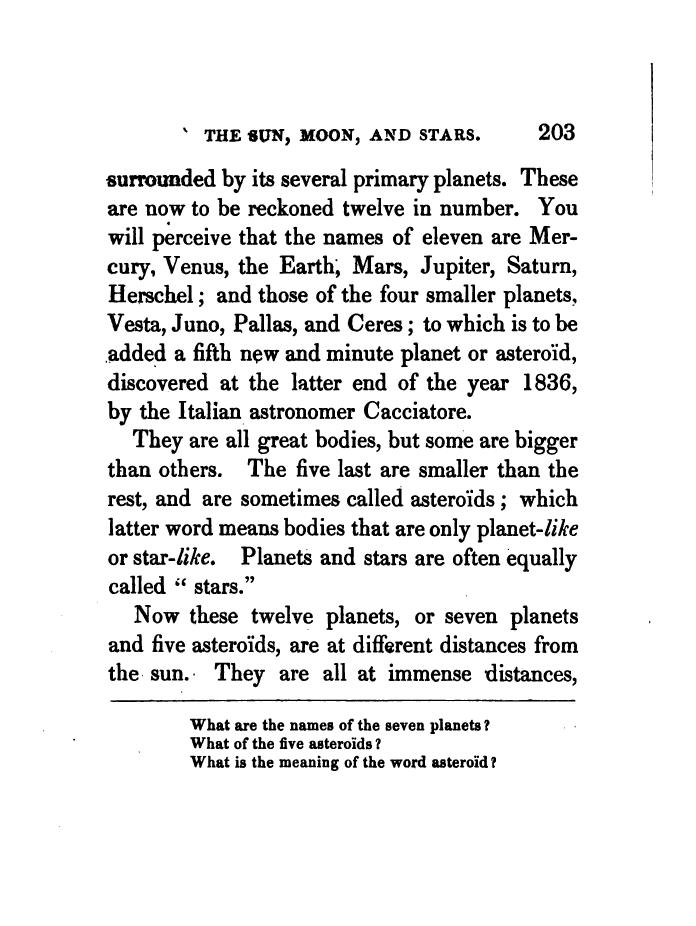 THE SUN, MOON, AND STARS. 203
surrounded by its several primary planets. These
are now to be reckoned twelve in number. You
will perceive that the names of eleven are Mer-
cury, Venus, the Earth, Mars, Jupiter, Saturn,
Herschel; and those of the four smaller planets,
Vesta, Juno, Pallas, and Ceres; to which is to be
added a fifth new and minute planet or asteroïd,
discovered at the latter end of the year 1836,
by the Italian astronomer Cacciatore.
They are all great bodies, but some are bigger
than others. The five last are smaller than the
rest, and are sometimes called asteroïds; which
latter word means bodies that are only planet-like
or star-like. Planets and stars are often equally
called “ stars.”
Now these twelve planets, or seven planets
and five asteroïds, are at different distances from
the sun. They are all at immense distances,
What are the names of the seven planets?
What of the five asteroïds?
What is the meaning of the word asteroïd?